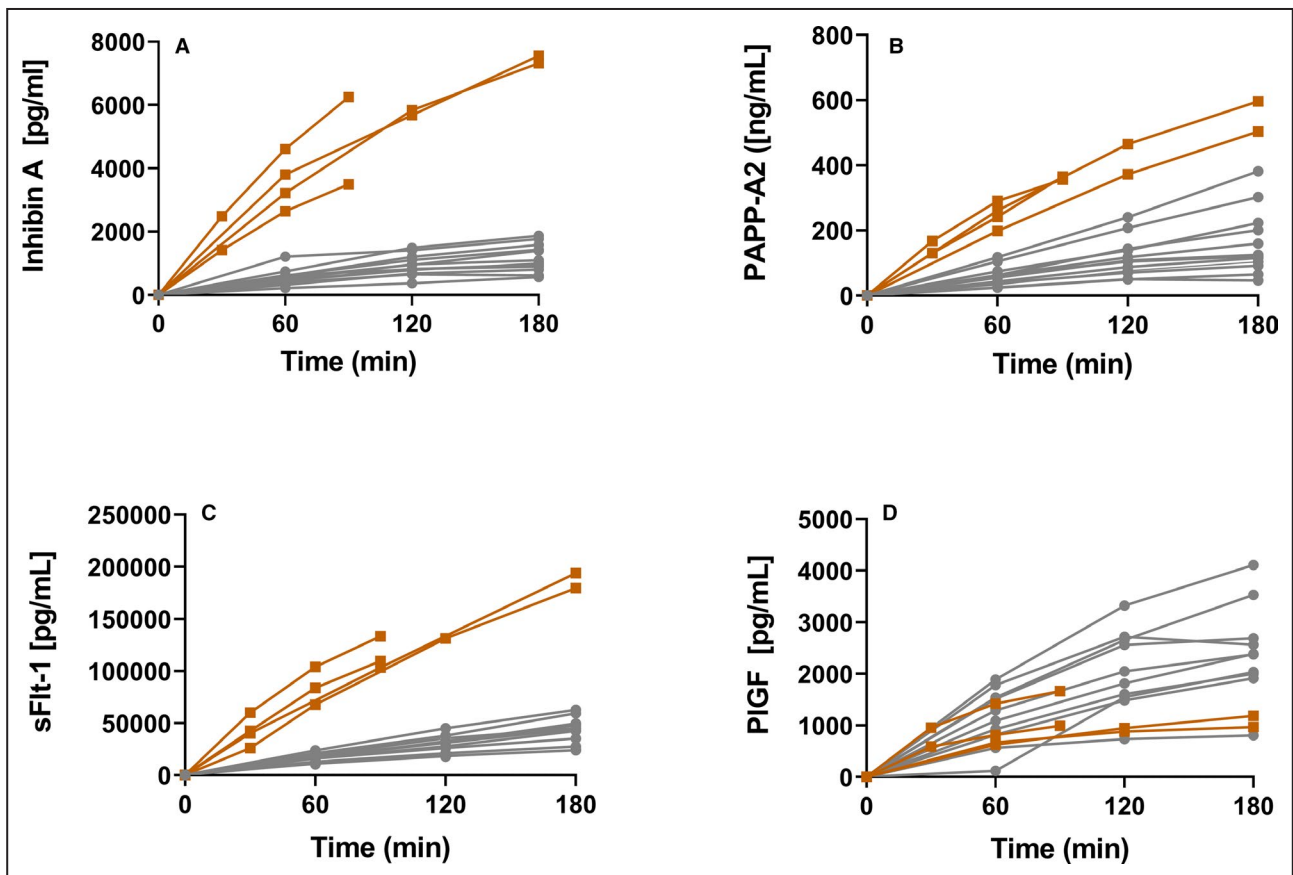 A
Inhibin A [pg/ml]
8000
6000
4000
2000
0
0 60 120 180
Time (min)
B
PAPP-A2 ([ng/mL]
800
600
400
200
0
0 60 120 180
Time (min)
C
sFlt-1 [pg/mL]
250000
200000
150000
100000
50000
0
0 60 120 180
Time (min)
D
PlGF [pg/mL]
5000
4000
3000
2000
1000
0
0 60 120 180
Time (min)